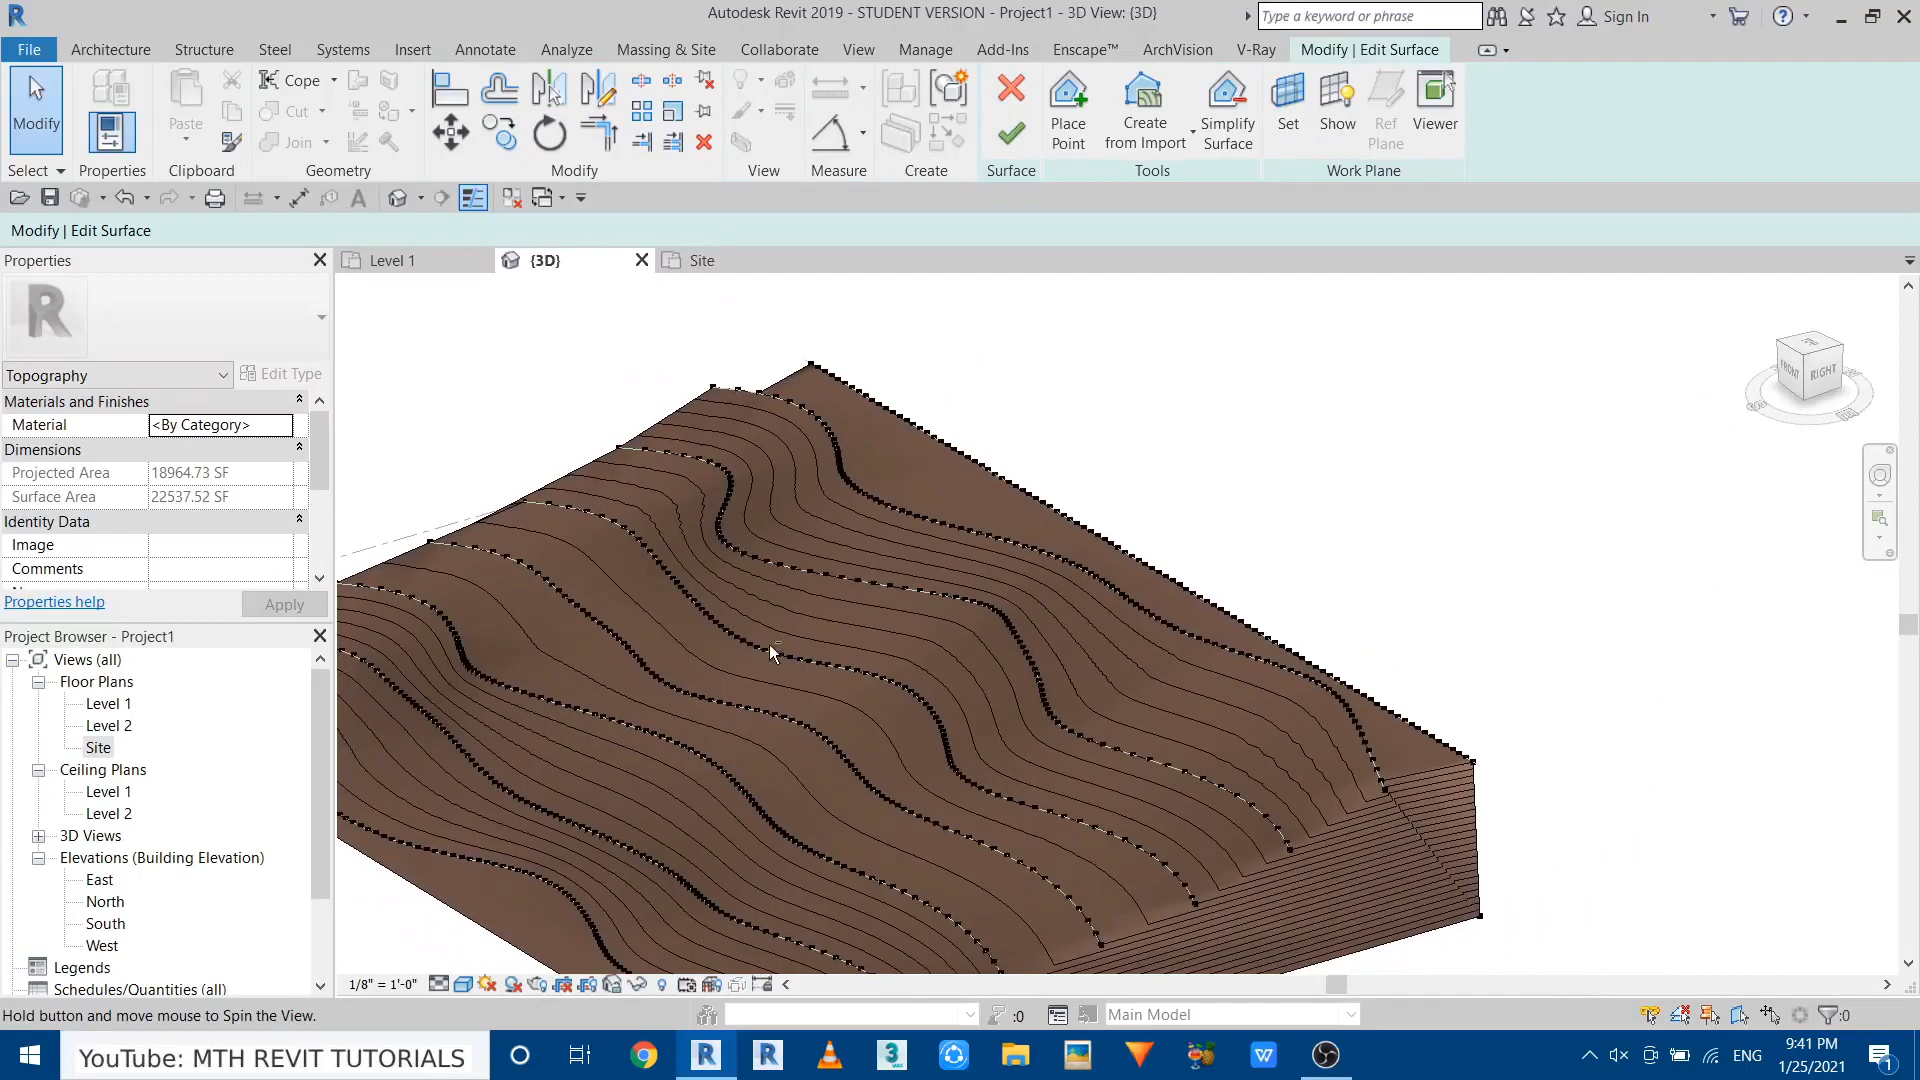 Autodesk Revit 2019 - STUDENT VERSION - Project1 - 3D View: {3D}
Type a keyword or phrase
Sign In
File Architecture Structure Steel Systems Insert Annotate Analyze Massing & Site Collaborate View Manage Add-Ins Enscape™ ArchVision V-Ray Modify | Edit Surface
Modify
Paste
Cope
Cut
Join
Place Point
Create from Import
Simplify Surface
Set
Show
Ref Plane
Viewer
Select Properties Clipboard Geometry Modify View Measure Create Surface Tools Work Plane
Modify | Edit Surface
Properties
Level 1 {3D} Site
Topography
Edit Type
Materials and Finishes
Material <By Category>
Dimensions
Projected Area 18964.73 SF
Surface Area 22537.52 SF
Identity Data
Image
Comments
Properties help
Apply
Project Browser - Project1
Views (all)
Floor Plans
Level 1
Level 2
Site
Ceiling Plans
Level 1
Level 2
3D Views
Elevations (Building Elevation)
East
North
South
West
Legends
Schedules/Quantities (all)
FRONT RIGHT
1/8" = 1'-0"
Hold button and move mouse to Spin the View.
:0
Main Model
:0
YouTube: MTH REVIT TUTORIALS
ENG
9:41 PM
1/25/2021
1